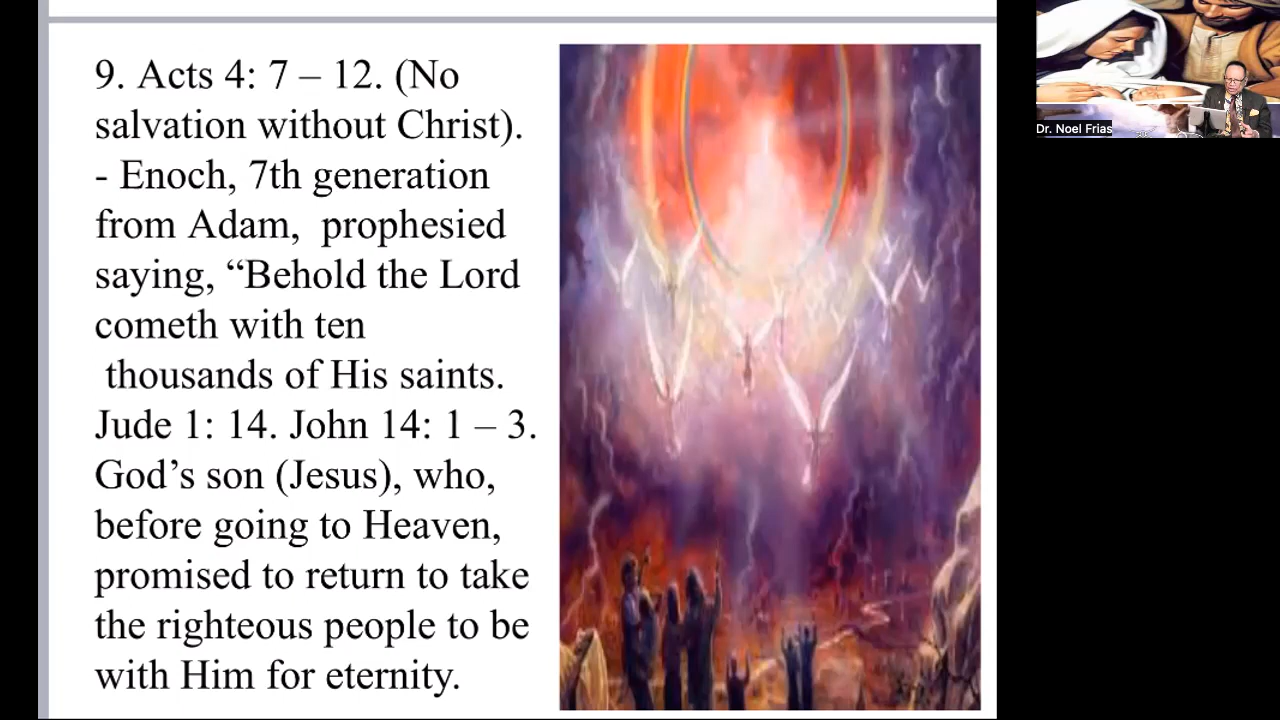 9. Acts 4: 7 – 12. (No
salvation without Christ).
- Enoch, 7th generation
from Adam,  prophesied
saying, “Behold the Lord
cometh with ten
thousands of His saints.
Jude 1: 14. John 14: 1 – 3.
God’s son (Jesus), who,
before going to Heaven,
promised to return to take
the righteous people to be
with Him for eternity.
Dr. Noel Frias